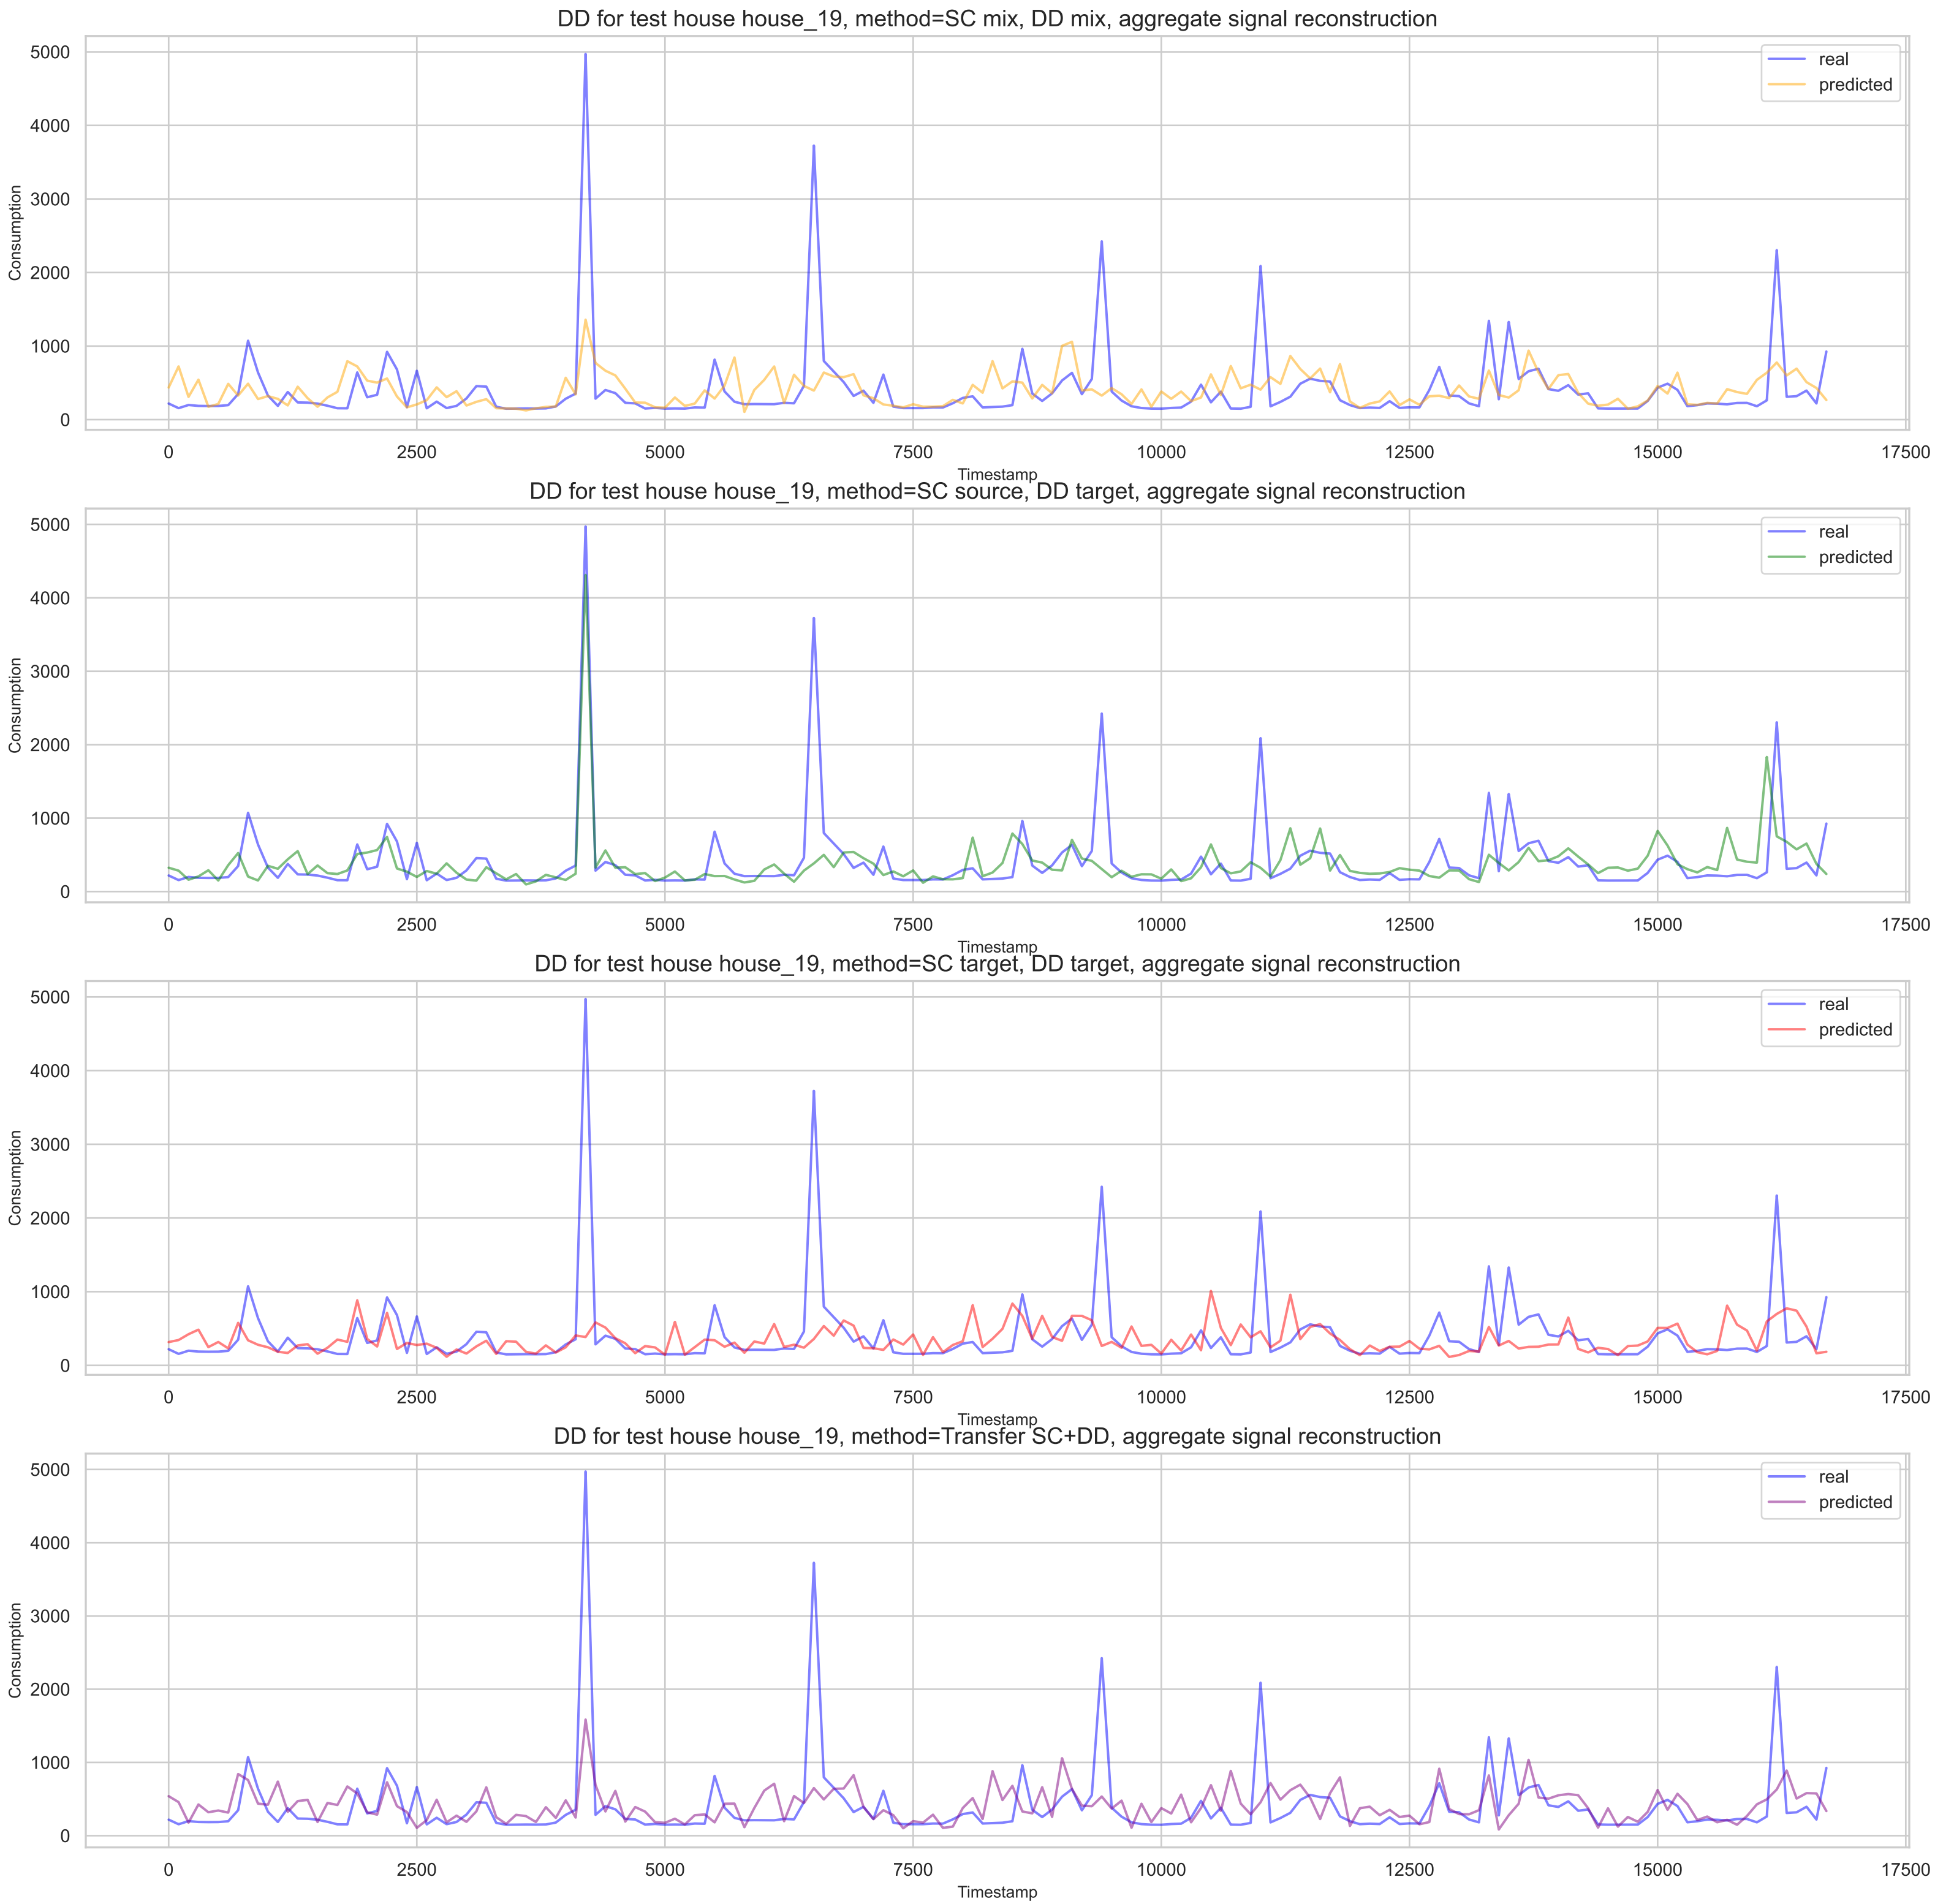 DD for test house house_19, method=SC mix, DD mix, aggregate signal reconstruction
5000
4000
3000
2000
1000
0
Consumption
real
predicted
0 2500 5000 7500 10000 12500 15000 17500
Timestamp
DD for test house house_19, method=SC source, DD target, aggregate signal reconstruction
5000
4000
3000
2000
1000
0
Consumption
real
predicted
0 2500 5000 7500 10000 12500 15000 17500
Timestamp
DD for test house house_19, method=SC target, DD target, aggregate signal reconstruction
5000
4000
3000
2000
1000
0
Consumption
real
predicted
0 2500 5000 7500 10000 12500 15000 17500
Timestamp
DD for test house house_19, method=Transfer SC+DD, aggregate signal reconstruction
5000
4000
3000
2000
1000
0
Consumption
real
predicted
0 2500 5000 7500 10000 12500 15000 17500
Timestamp